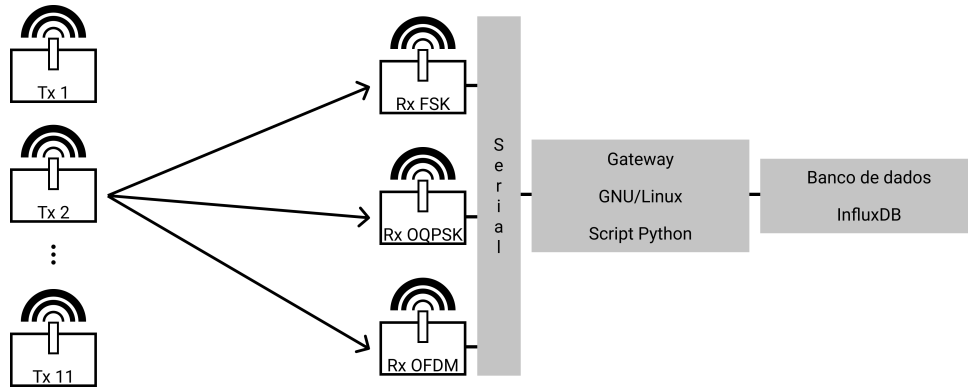 Tx 1
Tx 2
Tx 11
Rx FSK
Rx OQPSK
Rx OFDM
Serial
Gateway
GNU/Linux
Script Python
Banco de dados
InfluxDB